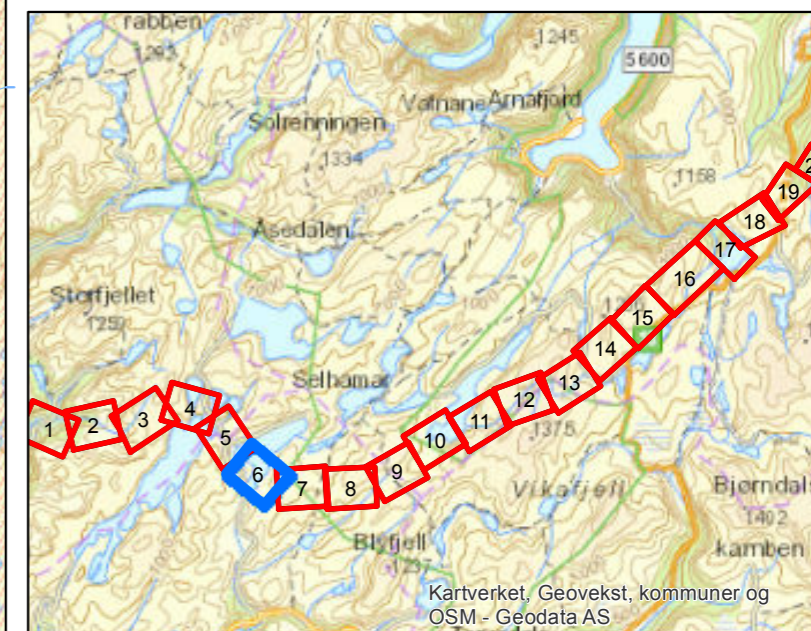 rabben
1245
5600
Vatnane Arnafjord
Solrenningen
1334
1158
2
19
18
Åsedalen
17
16
Storfjellet
15
14
Selhamar
13
12
1
2
3
4
11
10
1375
5
6
9
7
8
Vikafjell
Bjørndals
1402
kamben
Blyfjell
1237
Kartverket, Geovekst, kommuner og
OSM - Geodata AS